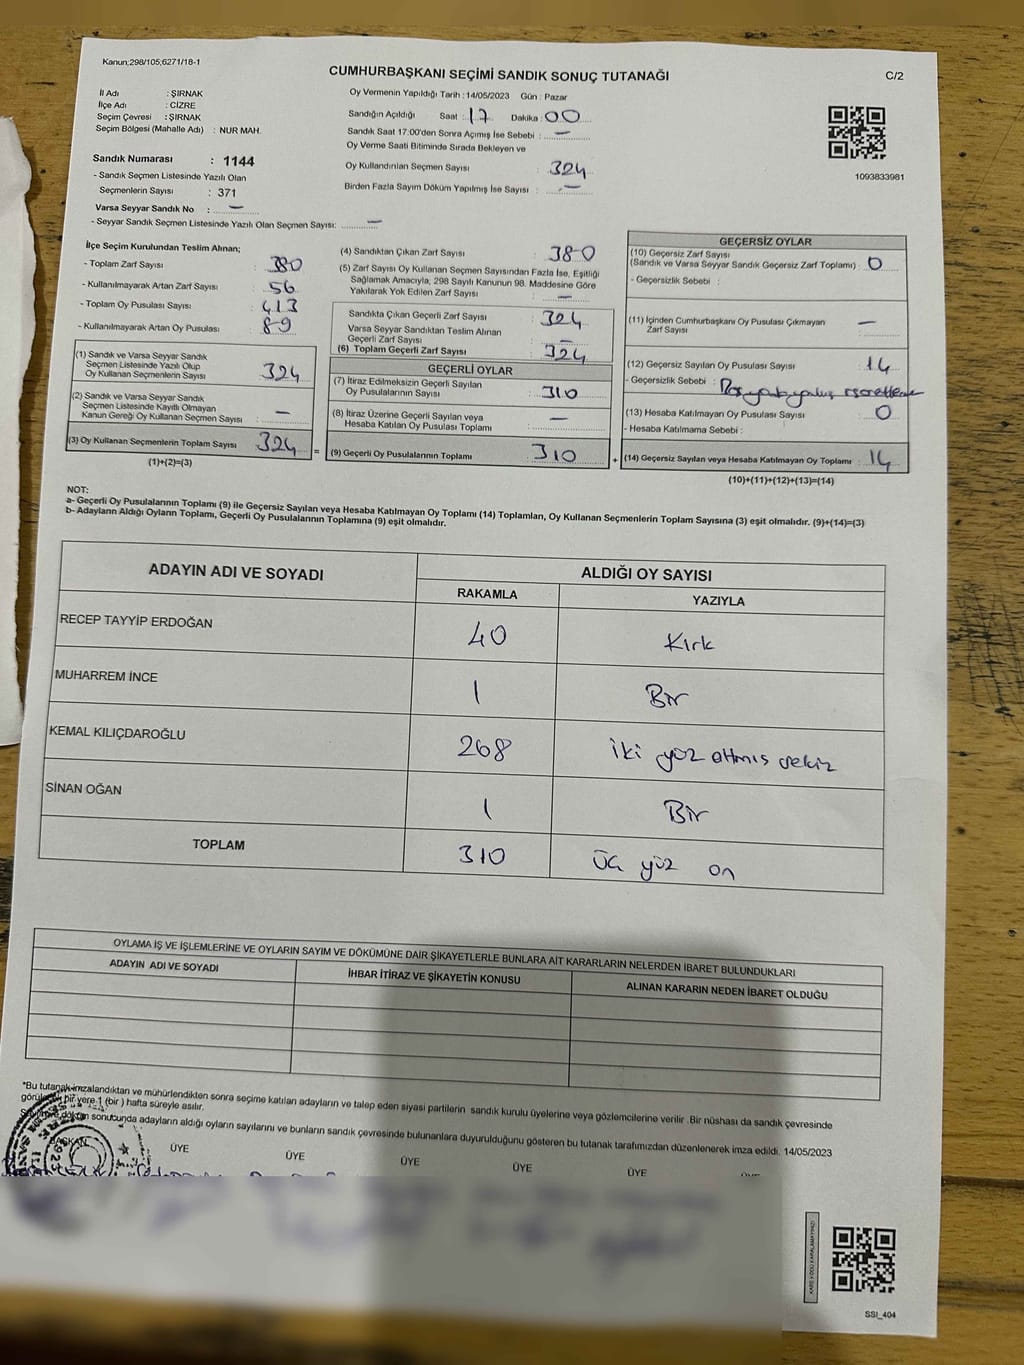 Kanun;298/105;6271/18-1
CUMHURBAŞKANI SEÇİMİ SANDIK SONUÇ TUTANAĞI
C/2
İl Adı : ŞIRNAK
İlçe Adı : CİZRE
Seçim Çevresi : ŞIRNAK
Seçim Bölgesi (Mahalle Adı) : NUR MAH.
Sandık Numarası : 1144
- Sandık Seçmen Listesinde Yazılı Olan
Seçmenlerin Sayısı : 371
Varsa Seyyar Sandık No : —
- Seyyar Sandık Seçmen Listesinde Yazılı Olan Seçmen Sayısı: —
Oy Vermenin Yapıldığı Tarih : 14/05/2023 Gün : Pazar
Sandığın Açıldığı Saat : 17 Dakika : 00
Sandık Saat 17:00'den Sonra Açımış İse Sebebi : —
Oy Verme Saati Bitiminde Sırada Bekleyen ve
Oy Kullandırılan Seçmen Sayısı : 324
Birden Fazla Sayım Döküm Yapılmış İse Sayısı : —
1093833981
İlçe Seçim Kurulundan Teslim Alınan;
- Toplam Zarf Sayısı : 380
- Kullanılmayarak Artan Zarf Sayısı : 56
- Toplam Oy Pusulası Sayısı : 413
- Kullanılmayarak Artan Oy Pusulası : 89
(1) Sandık ve Varsa Seyyar Sandık
Seçmen Listesinde Yazılı Olup
Oy Kullanan Seçmenlerin Sayısı : 324
(2) Sandık ve Varsa Seyyar Sandık
Seçmen Listesinde Kayıtlı Olmayan
Kanun Gereği Oy Kullanan Seçmen Sayısı : —
(3) Oy Kullanan Seçmenlerin Toplam Sayısı : 324
(1)+(2)=(3)
(4) Sandıktan Çıkan Zarf Sayısı : 380
(5) Zarf Sayısı Oy Kullanan Seçmen Sayısından Fazla İse, Eşitliği
Sağlamak Amacıyla; 298 Sayılı Kanunun 98. Maddesine Göre
Yakılarak Yok Edilen Zarf Sayısı : —
Sandıkta Çıkan Geçerli Zarf Sayısı : 324
Varsa Seyyar Sandıktan Teslim Alınan
Geçerli Zarf Sayısı : —
(6) Toplam Geçerli Zarf Sayısı : 324
GEÇERLİ OYLAR
(7) İtiraz Edilmeksizin Geçerli Sayılan
Oy Pusulalarının Sayısı : 310
(8) İtiraz Üzerine Geçerli Sayılan veya
Hesaba Katılan Oy Pusulası Toplamı : —
= (9) Geçerli Oy Pusulalarının Toplamı : 310
GEÇERSİZ OYLAR
(10) Geçersiz Zarf Sayısı
(Sandık ve Varsa Seyyar Sandık Geçersiz Zarf Toplamı) : 0
- Geçersizlik Sebebi :
(11) İçinden Cumhurbaşkanı Oy Pusulası Çıkmayan
Zarf Sayısı : —
(12) Geçersiz Sayılan Oy Pusulası Sayısı : 14
- Geçersizlik Sebebi :
(13) Hesaba Katılmayan Oy Pusulası Sayısı : 0
- Hesaba Katılmama Sebebi :
+ (14) Geçersiz Sayılan veya Hesaba Katılmayan Oy Toplamı : 14
(10)+(11)+(12)+(13)=(14)
NOT:
a- Geçerli Oy Pusulalarının Toplamı (9) ile Geçersiz Sayılan veya Hesaba Katılmayan Oy Toplamı (14) Toplamları, Oy Kullanan Seçmenlerin Toplam Sayısına (3) eşit olmalıdır. (9)+(14)=(3)
b- Adayların Aldığı Oyların Toplamı, Geçerli Oy Pusulalarının Toplamına (9) eşit olmalıdır.
ADAYIN ADI VE SOYADI ALDIĞI OY SAYISI
RAKAMLA YAZIYLA
RECEP TAYYİP ERDOĞAN 40 Kırk
MUHARREM İNCE 1 Bir
KEMAL KILIÇDAROĞLU 268 İki yüz altmıs sekiz
SİNAN OĞAN 1 Bir
TOPLAM 310 üç yüz on
OYLAMA İŞ VE İŞLEMLERİNE VE OYLARIN SAYIM VE DÖKÜMÜNE DAİR ŞİKAYETLERLE BUNLARA AİT KARARLARIN NELERDEN İBARET BULUNDUKLARI
ADAYIN ADI VE SOYADI İHBAR İTİRAZ VE ŞİKAYETİN KONUSU ALINAN KARARIN NEDEN İBARET OLDUĞU
*Bu tutanak imzalandıktan ve mühürlendikten sonra seçime katılan adayların ve talep eden siyasi partilerin sandık kurulu üyelerine veya gözlemcilerine verilir. Bir nüshası da sandık çevresinde
bir yere 1 (bir ) hafta süreyle asılır.
sonucunda adayların aldığı oyların sayılarını ve bunların sandık çevresinde bulunanlara duyurulduğunu gösteren bu tutanak tarafımızdan düzenlenerek imza edildi. 14/05/2023
BAŞKAN ÜYE ÜYE ÜYE ÜYE ÜYE
SSI_404